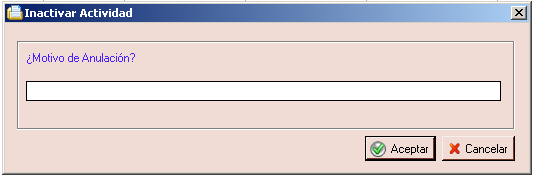 Inactivar Actividad
¿Motivo de Anulación?
Aceptar
Cancelar